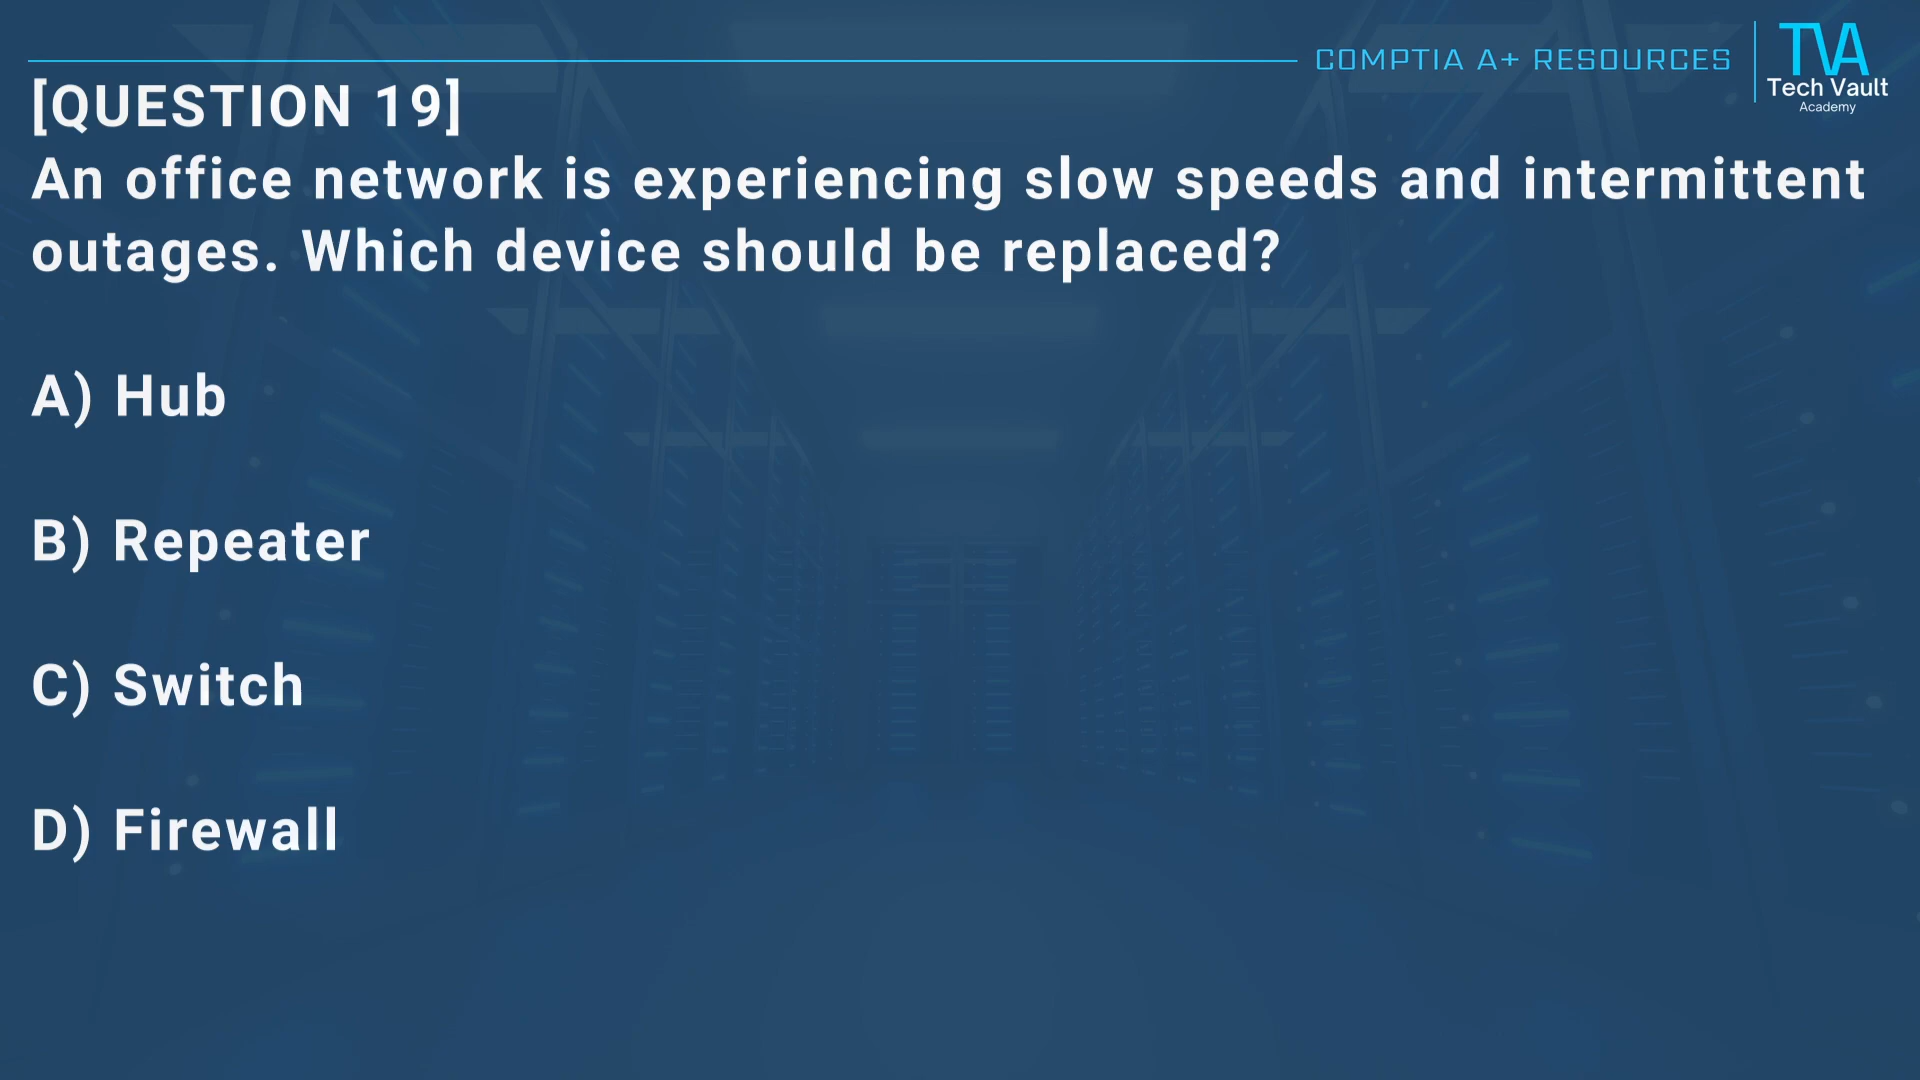 COMPTIA A+ RESOURCES
TVA
Tech Vault
Academy
[QUESTION 19]
An office network is experiencing slow speeds and intermittent
outages. Which device should be replaced?
A) Hub
B) Repeater
C) Switch
D) Firewall